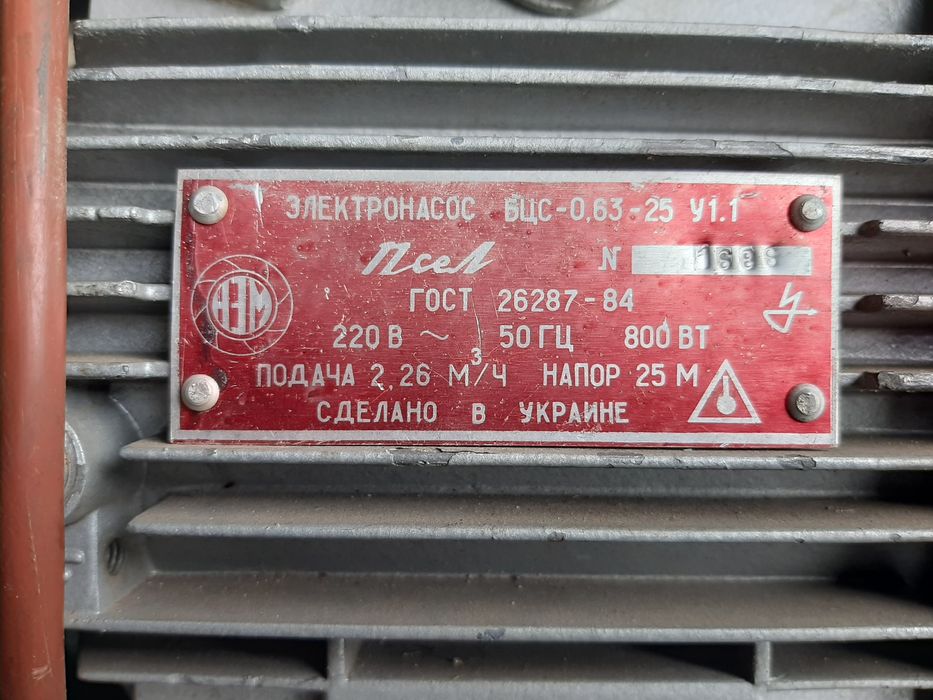 ЭЛЕКТРОНАСОС БЦС-0,63-25 У1.1
Псел N
ГОСТ 26287-84
АЭМ
220 В ~ 50 ГЦ 800 ВТ
ПОДАЧА 2,26 М³/Ч НАПОР 25 М
СДЕЛАНО В УКРАИНЕ